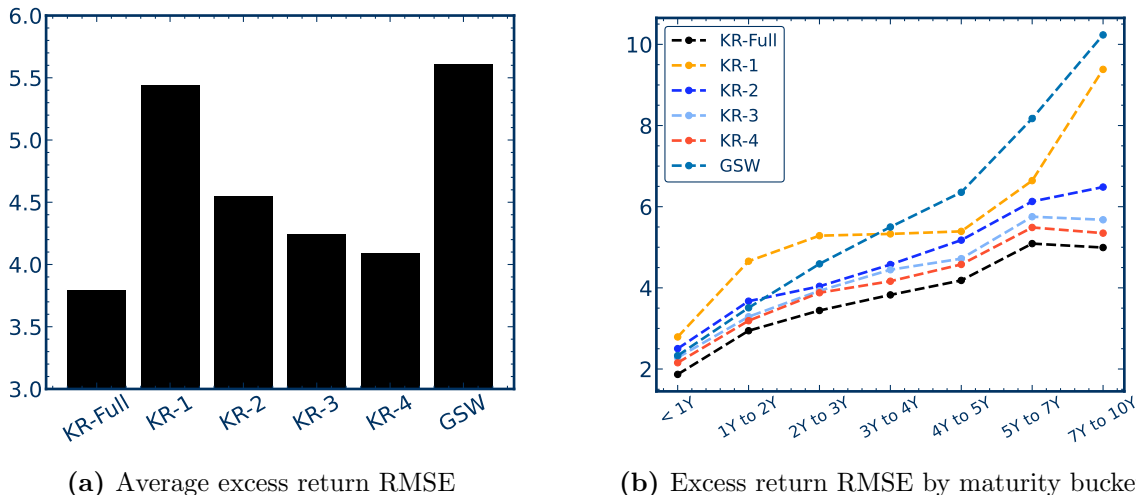 6.0
5.5
5.0
4.5
4.0
3.5
3.0
KR-Full
KR-1
KR-2
KR-3
KR-4
GSW
(a) Average excess return RMSE
10
8
6
4
2
KR-Full
KR-1
KR-2
KR-3
KR-4
GSW
< 1Y
1Y to 2Y
2Y to 3Y
3Y to 4Y
4Y to 5Y
5Y to 7Y
7Y to 10Y
(b) Excess return RMSE by maturity bucke